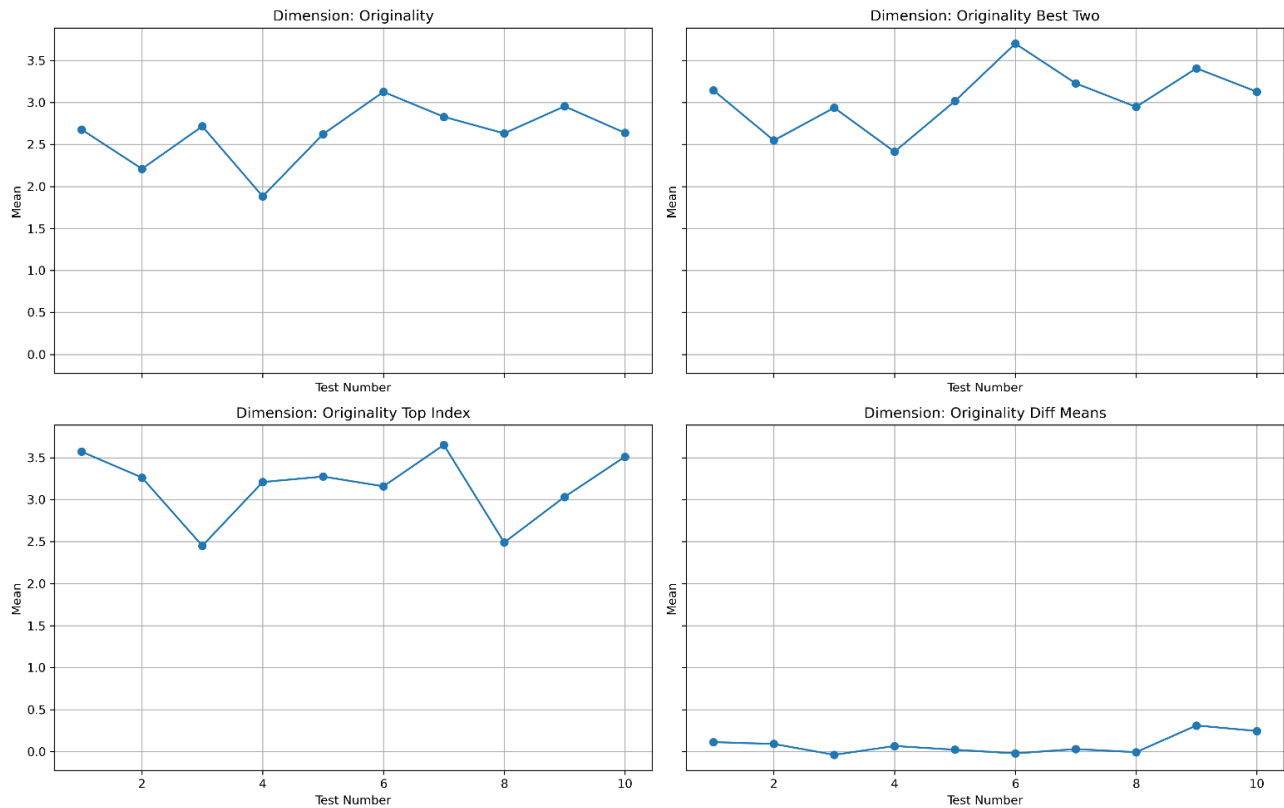 Dimension: Originality
Dimension: Originality Best Two
3.5
3.0
2.5
2.0
1.5
1.0
0.5
0.0
Mean
Mean
Test Number
Test Number
Dimension: Originality Top Index
Dimension: Originality Diff Means
3.5
3.0
2.5
2.0
1.5
1.0
0.5
0.0
Mean
Mean
2 4 6 8 10
2 4 6 8 10
Test Number
Test Number